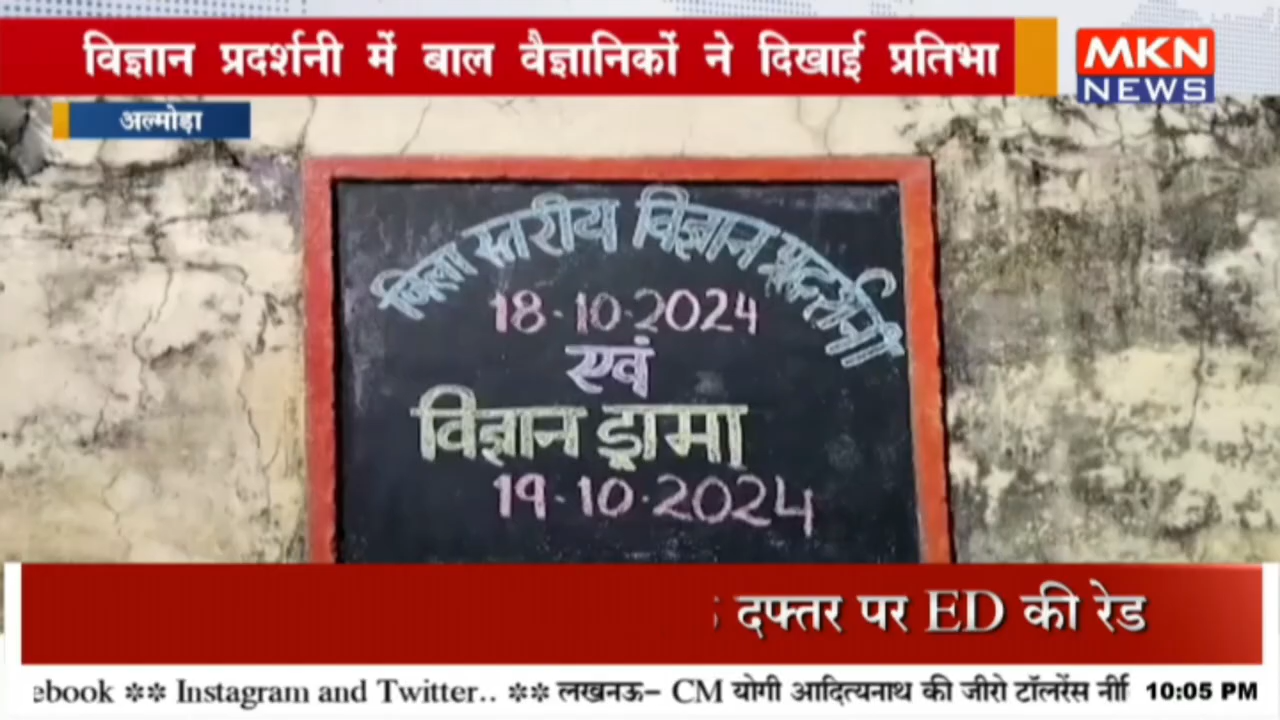 विज्ञान प्रदर्शनी में बाल वैज्ञानिकों ने दिखाई प्रतिभा
MKN
NEWS
अल्मोड़ा
जिला स्तरीय विज्ञान प्रदर्शनी
18-10-2024
एवं
विज्ञान ड्रामा
19-10-2024
दफ्तर पर ED की रेड
ebook ** Instagram and Twitter.. ** लखनऊ– CM योगी आदित्यनाथ की जीरो टॉलरेंस 10:05 PM